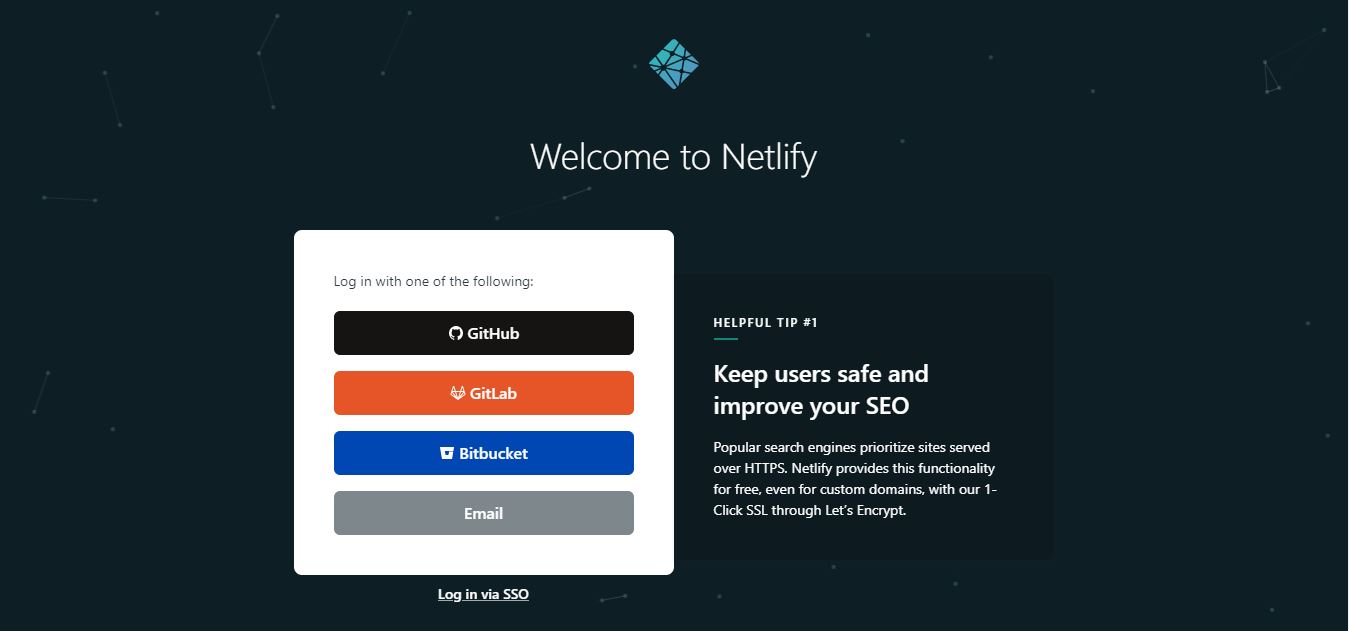 Welcome to Netlify
Log in with one of the following:
GitHub
GitLab
Bitbucket
Email
Log in via SSO
HELPFUL TIP #1
Keep users safe and
improve your SEO
Popular search engines prioritize sites served
over HTTPS. Netlify provides this functionality
for free, even for custom domains, with our 1-
Click SSL through Let’s Encrypt.